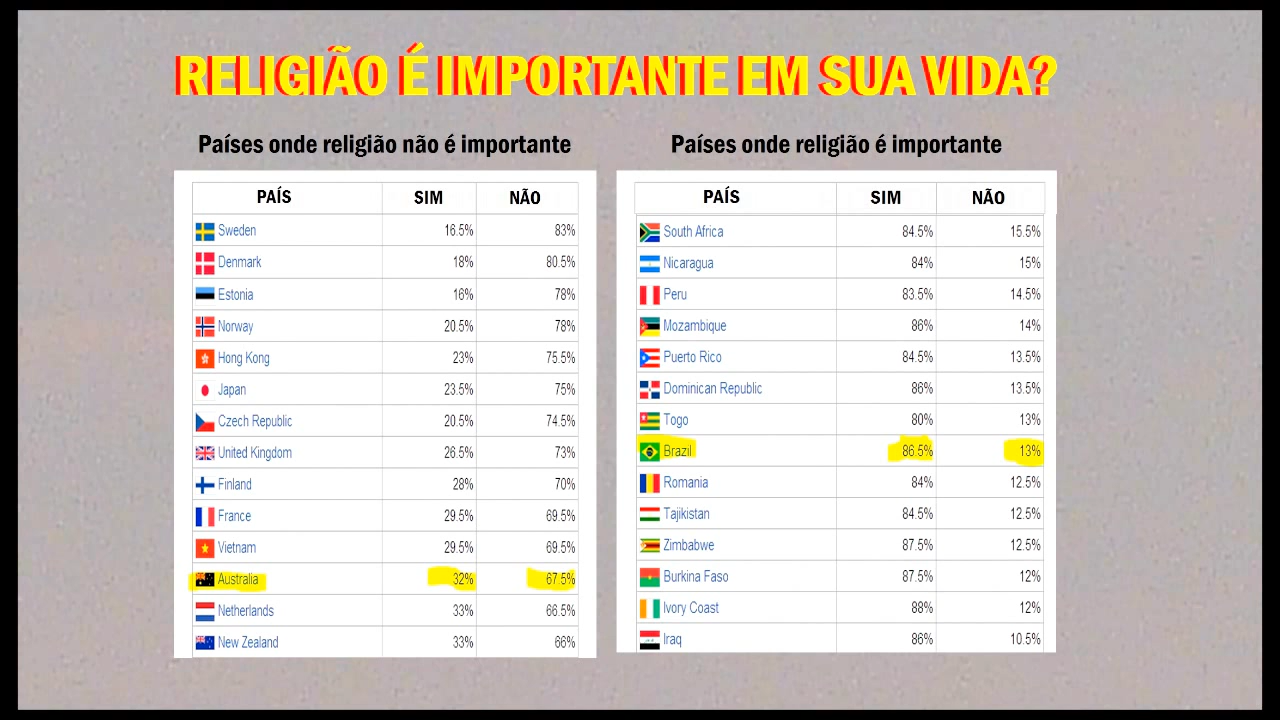 RELIGIÃO É IMPORTANTE EM SUA VIDA?
Países onde religião não é importante
PAÍS SIM NÃO
Sweden 16.5% 83%
Denmark 18% 80.5%
Estonia 16% 78%
Norway 20.5% 78%
Hong Kong 23% 75.5%
Japan 23.5% 75%
Czech Republic 20.5% 74.5%
United Kingdom 26.5% 73%
Finland 28% 70%
France 29.5% 69.5%
Vietnam 29.5% 69.5%
Australia 32% 67.5%
Netherlands 33% 66.5%
New Zealand 33% 66%
Países onde religião é importante
PAÍS SIM NÃO
South Africa 84.5% 15.5%
Nicaragua 84% 15%
Peru 83.5% 14.5%
Mozambique 86% 14%
Puerto Rico 84.5% 13.5%
Dominican Republic 86% 13.5%
Togo 80% 13%
Brazil 86.5% 13%
Romania 84% 12.5%
Tajikistan 84.5% 12.5%
Zimbabwe 87.5% 12.5%
Burkina Faso 87.5% 12%
Ivory Coast 88% 12%
Iraq 86% 10.5%